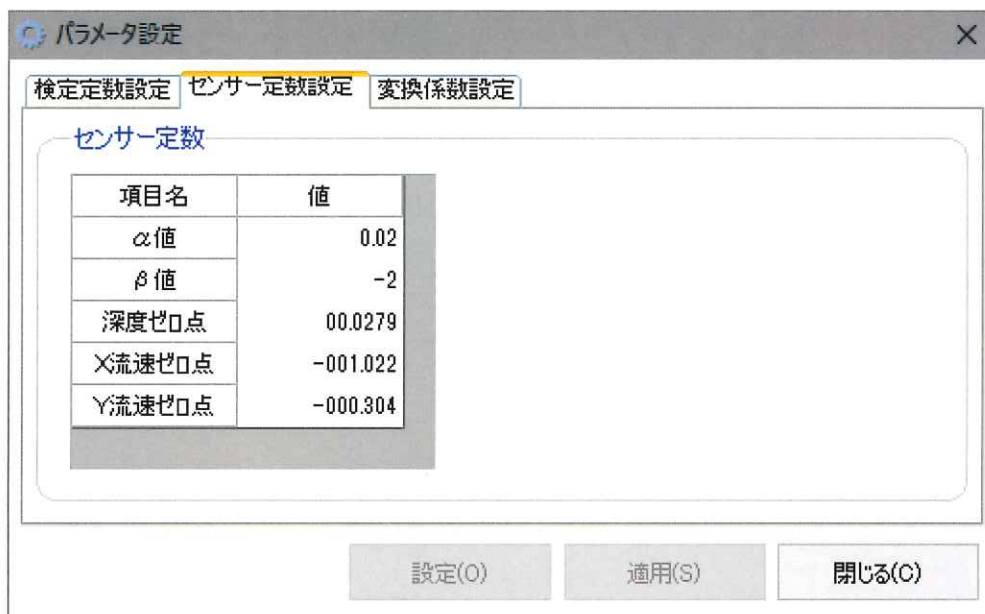 パラメータ設定
検定定数設定 センサー定数設定 変換係数設定
センサー定数
項目名 値
α値 0.02
β値 -2
深度ゼロ点 00.0279
X流速ゼロ点 -001.022
Y流速ゼロ点 -000.304
設定(O) 適用(S) 閉じる(C)